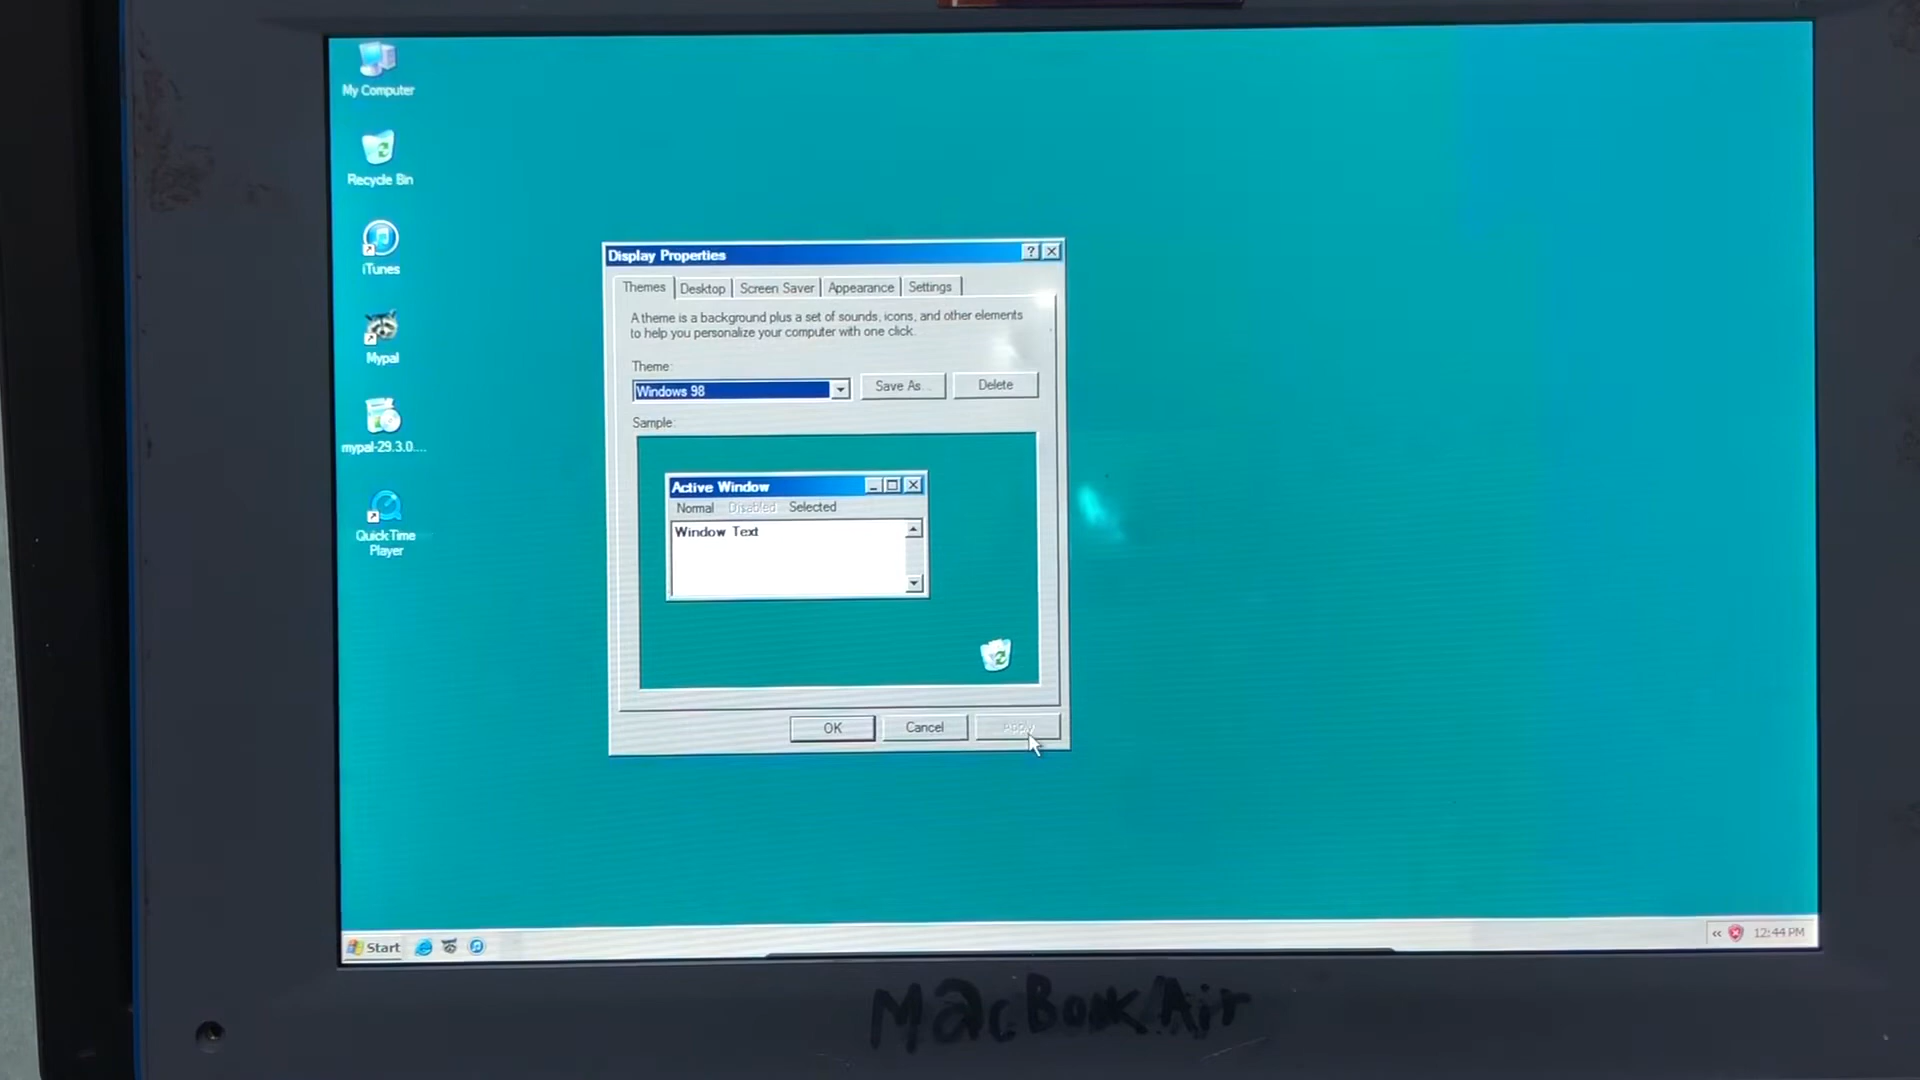 My Computer
Recycle Bin
iTunes
Mypal
mypal-29.3.0....
QuickTime
Player
Display Properties
Themes Desktop Screen Saver Appearance Settings
A theme is a background plus a set of sounds, icons, and other elements
to help you personalize your computer with one click.
Theme:
Windows 98 Save As... Delete
Sample:
Active Window
Normal Disabled Selected
Window Text
OK Cancel Apply
Start 12:44 PM
MacBook Air